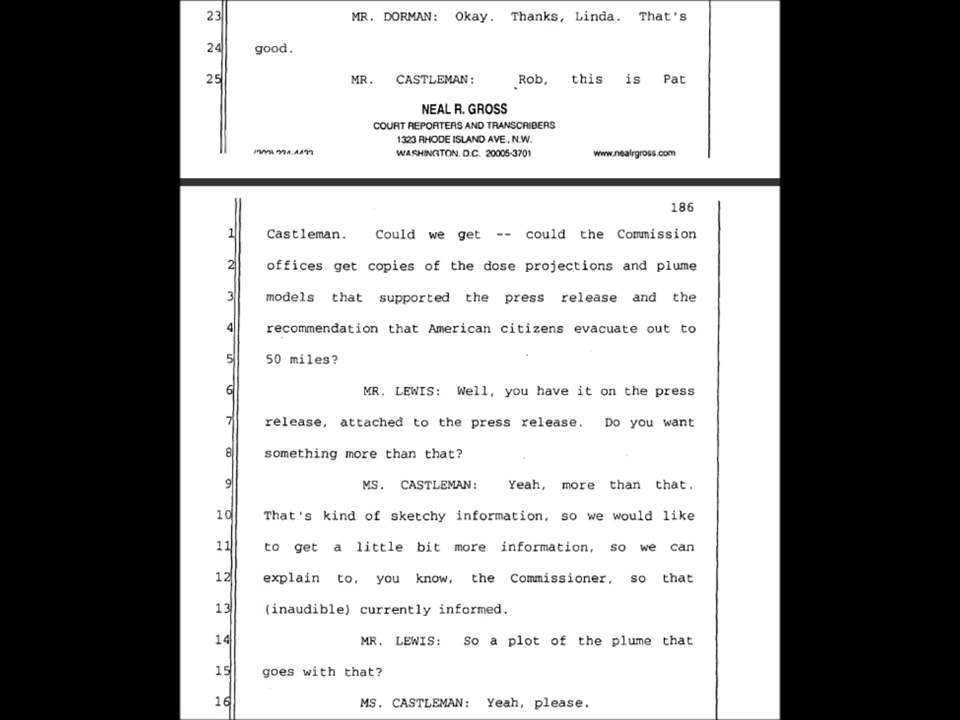 23 MR. DORMAN: Okay. Thanks, Linda. That's
24 good.
25 MR. CASTLEMAN: Rob, this is Pat
NEAL R. GROSS
COURT REPORTERS AND TRANSCRIBERS
1323 RHODE ISLAND AVE., N.W.
(202) 234-4433 WASHINGTON, D.C. 20005-3701 www.nealrgross.com
186
1 Castleman. Could we get -- could the Commission
2 offices get copies of the dose projections and plume
3 models that supported the press release and the
4 recommendation that American citizens evacuate out to
5 50 miles?
6 MR. LEWIS: Well, you have it on the press
7 release, attached to the press release. Do you want
8 something more than that?
9 MS. CASTLEMAN: Yeah, more than that.
10 That's kind of sketchy information, so we would like
11 to get a little bit more information, so we can
12 explain to, you know, the Commissioner, so that
13 (inaudible) currently informed.
14 MR. LEWIS: So a plot of the plume that
15 goes with that?
16 MS. CASTLEMAN: Yeah, please.